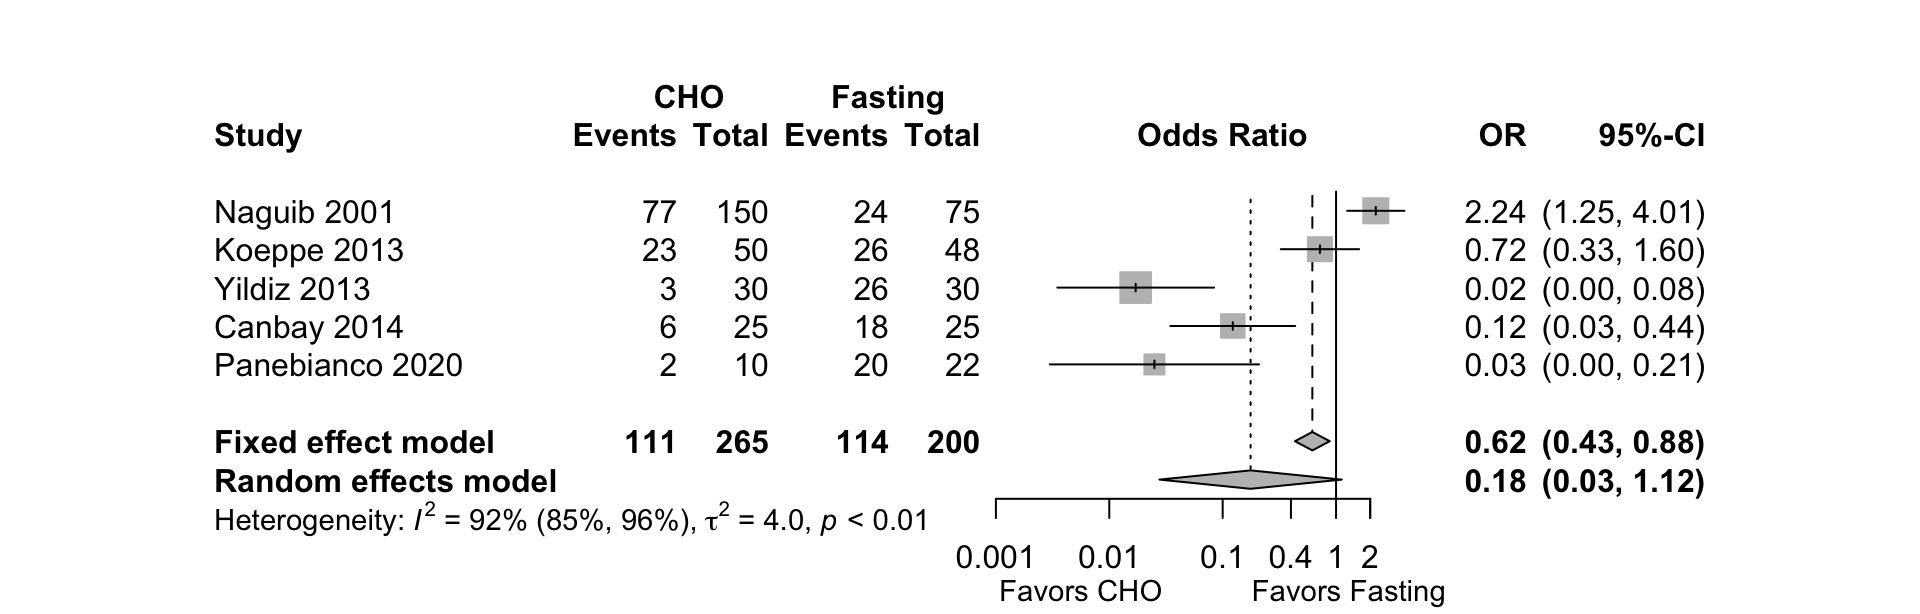 CHO Fasting
Study Events Total Events Total Odds Ratio OR 95%-CI
Naguib 2001 77 150 24 75 2.24 (1.25, 4.01)
Koeppe 2013 23 50 26 48 0.72 (0.33, 1.60)
Yildiz 2013 3 30 26 30 0.02 (0.00, 0.08)
Canbay 2014 6 25 18 25 0.12 (0.03, 0.44)
Panebianco 2020 2 10 20 22 0.03 (0.00, 0.21)
Fixed effect model 111 265 114 200 0.62 (0.43, 0.88)
Random effects model 0.18 (0.03, 1.12)
Heterogeneity: I² = 92% (85%, 96%), τ² = 4.0, p < 0.01
0.001 0.01 0.1 0.4 1 2
Favors CHO Favors Fasting